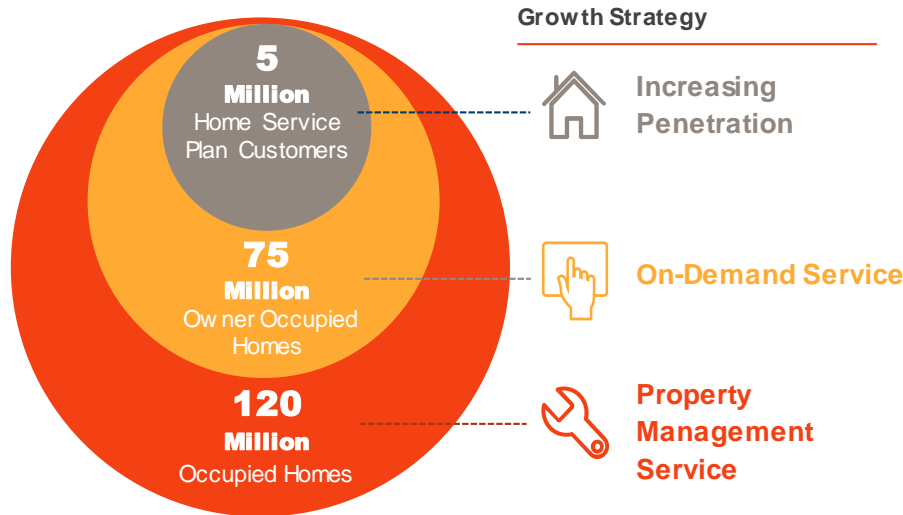 Growth Strategy
5
Million
Home Service
Plan Customers
Increasing
Penetration
75
Million
Owner Occupied
Homes
On-Demand Service
120
Million
Occupied Homes
Property
Management
Service